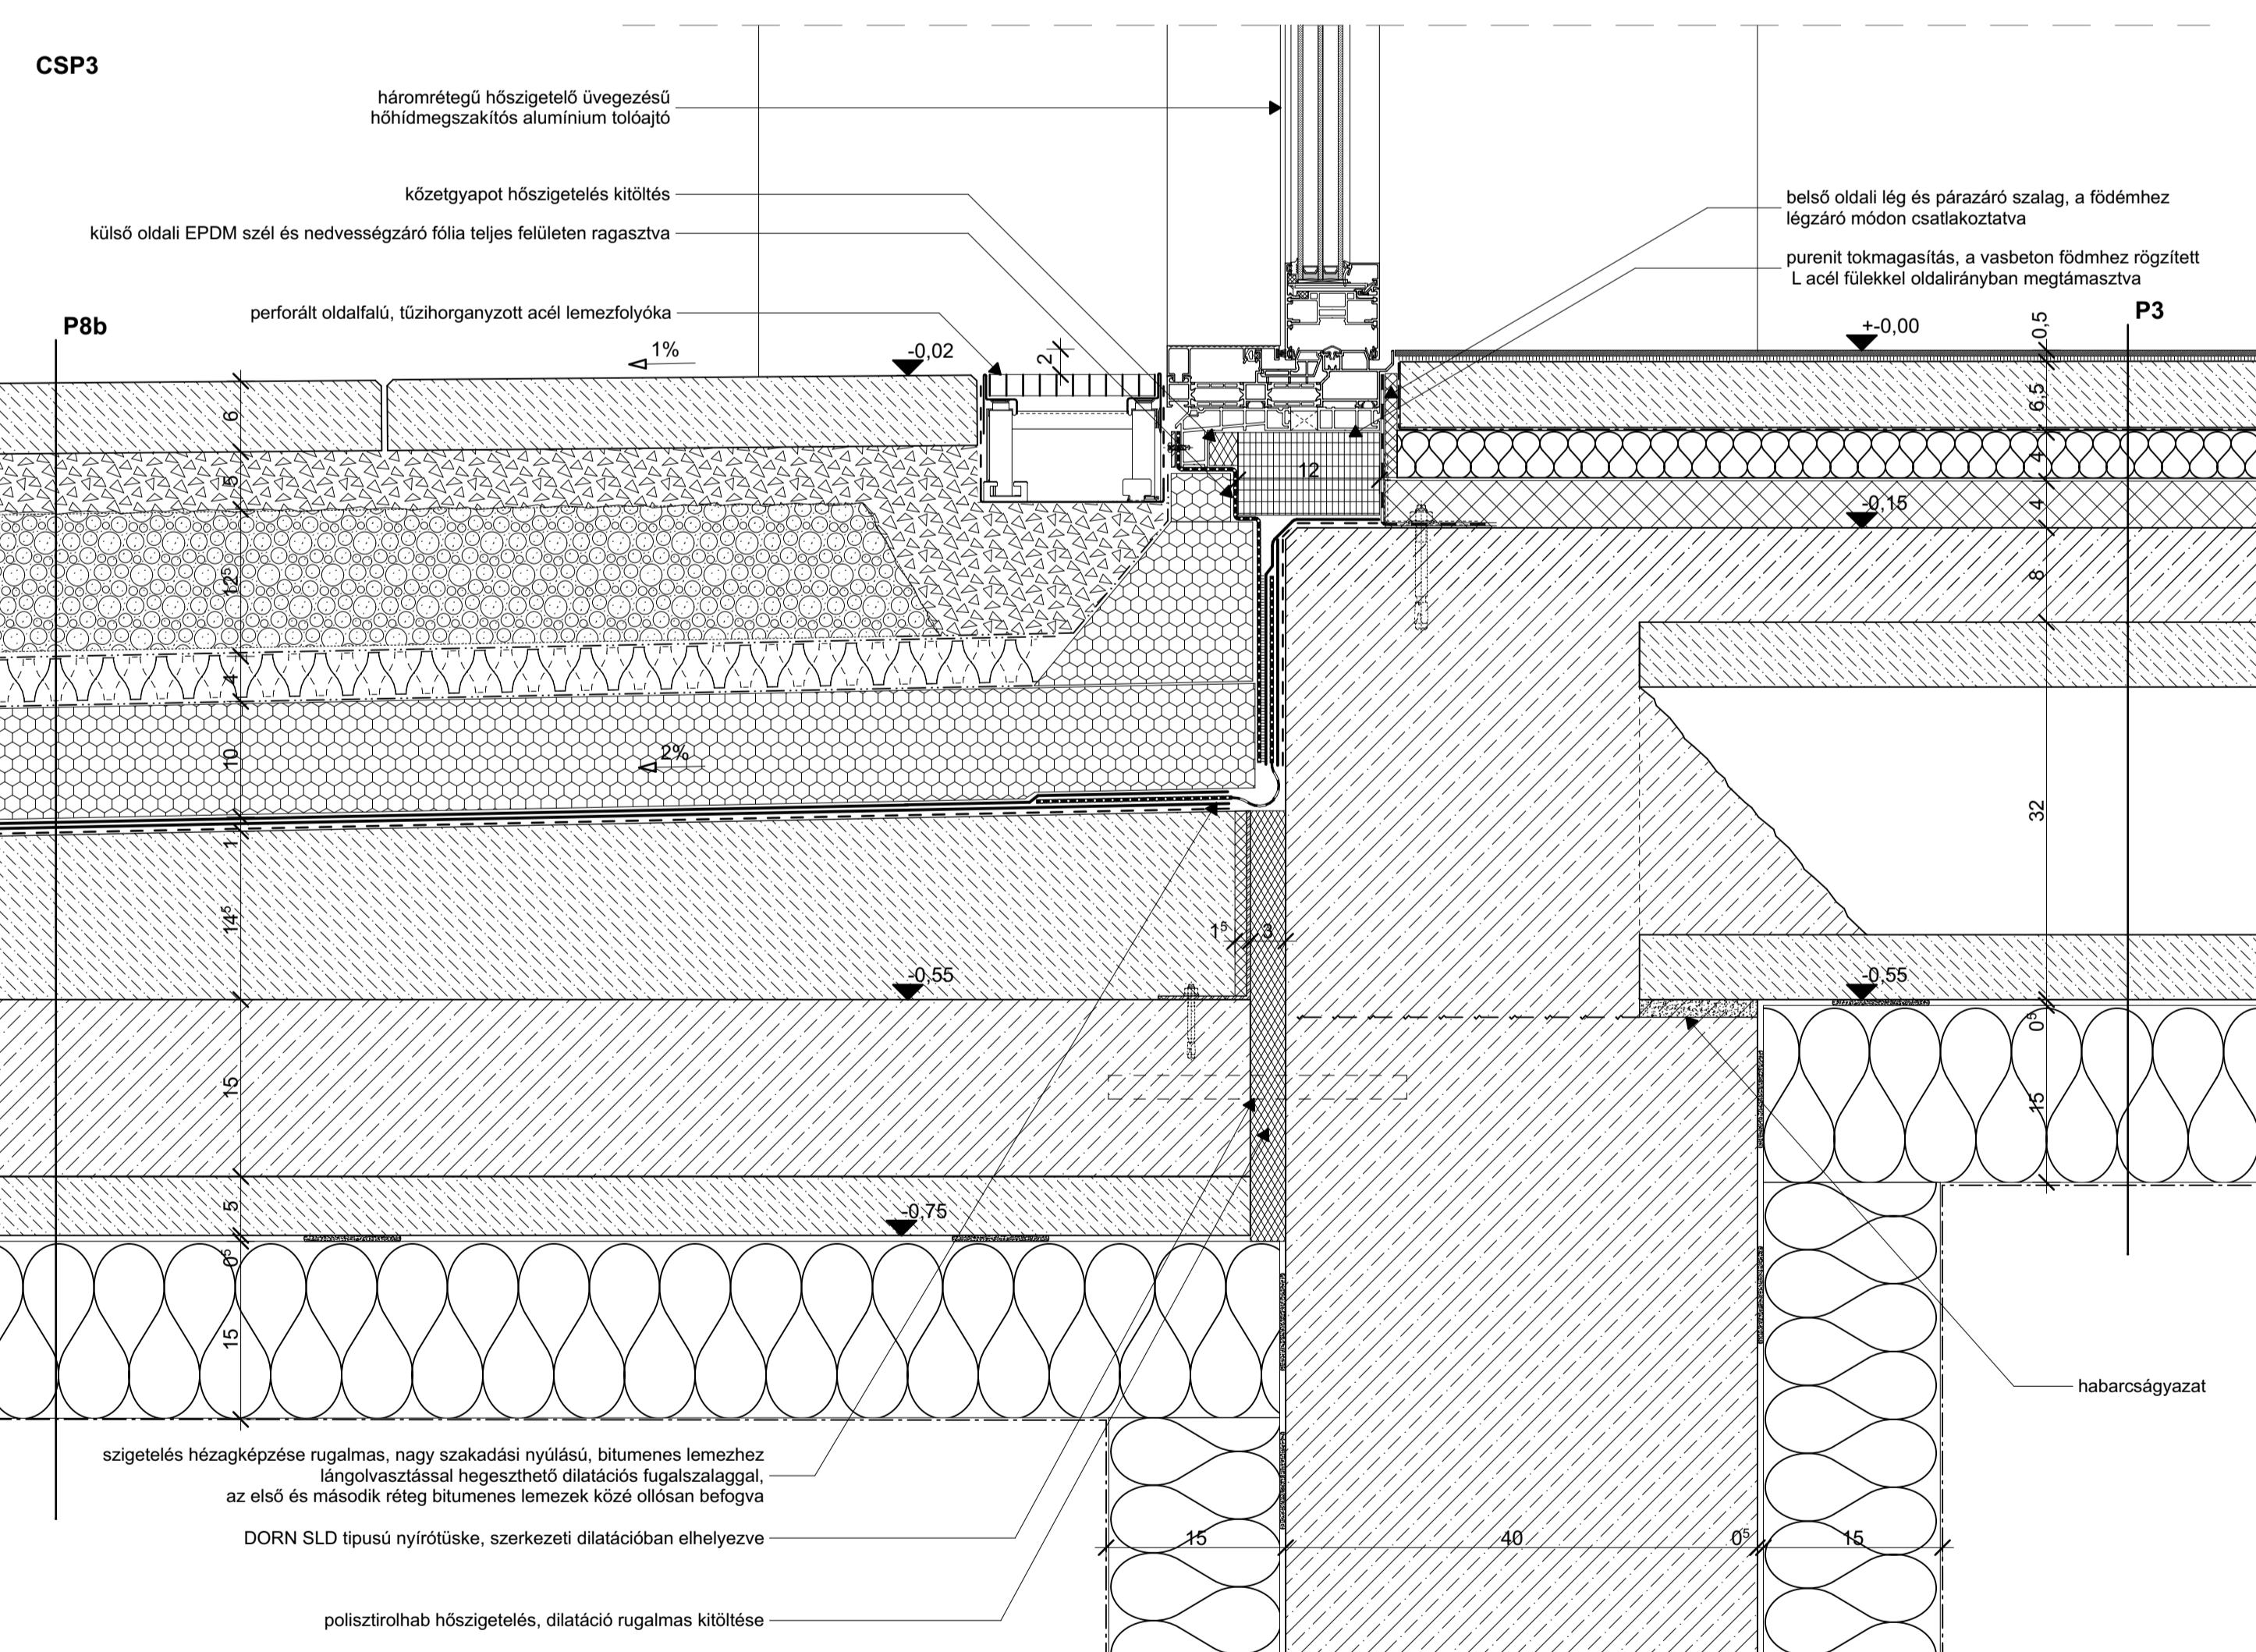 CSP3
háromrétegű hőszigetelő üvegezésű
hőhídmegszakítós alumínium tolóajtó
kőzetgyapot hőszigetelés kitöltés
külső oldali EPDM szél és nedvességzáró fólia teljes felületen ragasztva
perforált oldalfalú, tűzihorganyzott acél lemezfolyóka
belső oldali lég és párazáró szalag, a födémhez
légzáró módon csatlakoztatva
purenit tokmagasítás, a vasbeton födmhez rögzített
L acél fülekkel oldalirányban megtámasztva
P8b
P3
1%
-0,02
2
+-0,00
0,5
6
5
12⁵
4
10
1
14⁵
15
5
0⁵
15
2%
12
6,5
4
4
-0,15
8
32
1⁵
3
-0,55
-0,55
0⁵
15
-0,75
habarcságyazat
szigetelés hézagképzése rugalmas, nagy szakadási nyúlású, bitumenes lemezhez
lángolvasztással hegeszthető dilatációs fugalszalaggal,
az első és második réteg bitumenes lemezek közé ollósan befogva
DORN SLD tipusú nyírótüske, szerkezeti dilatációban elhelyezve
polisztirolhab hőszigetelés, dilatáció rugalmas kitöltése
15
40
0⁵
15